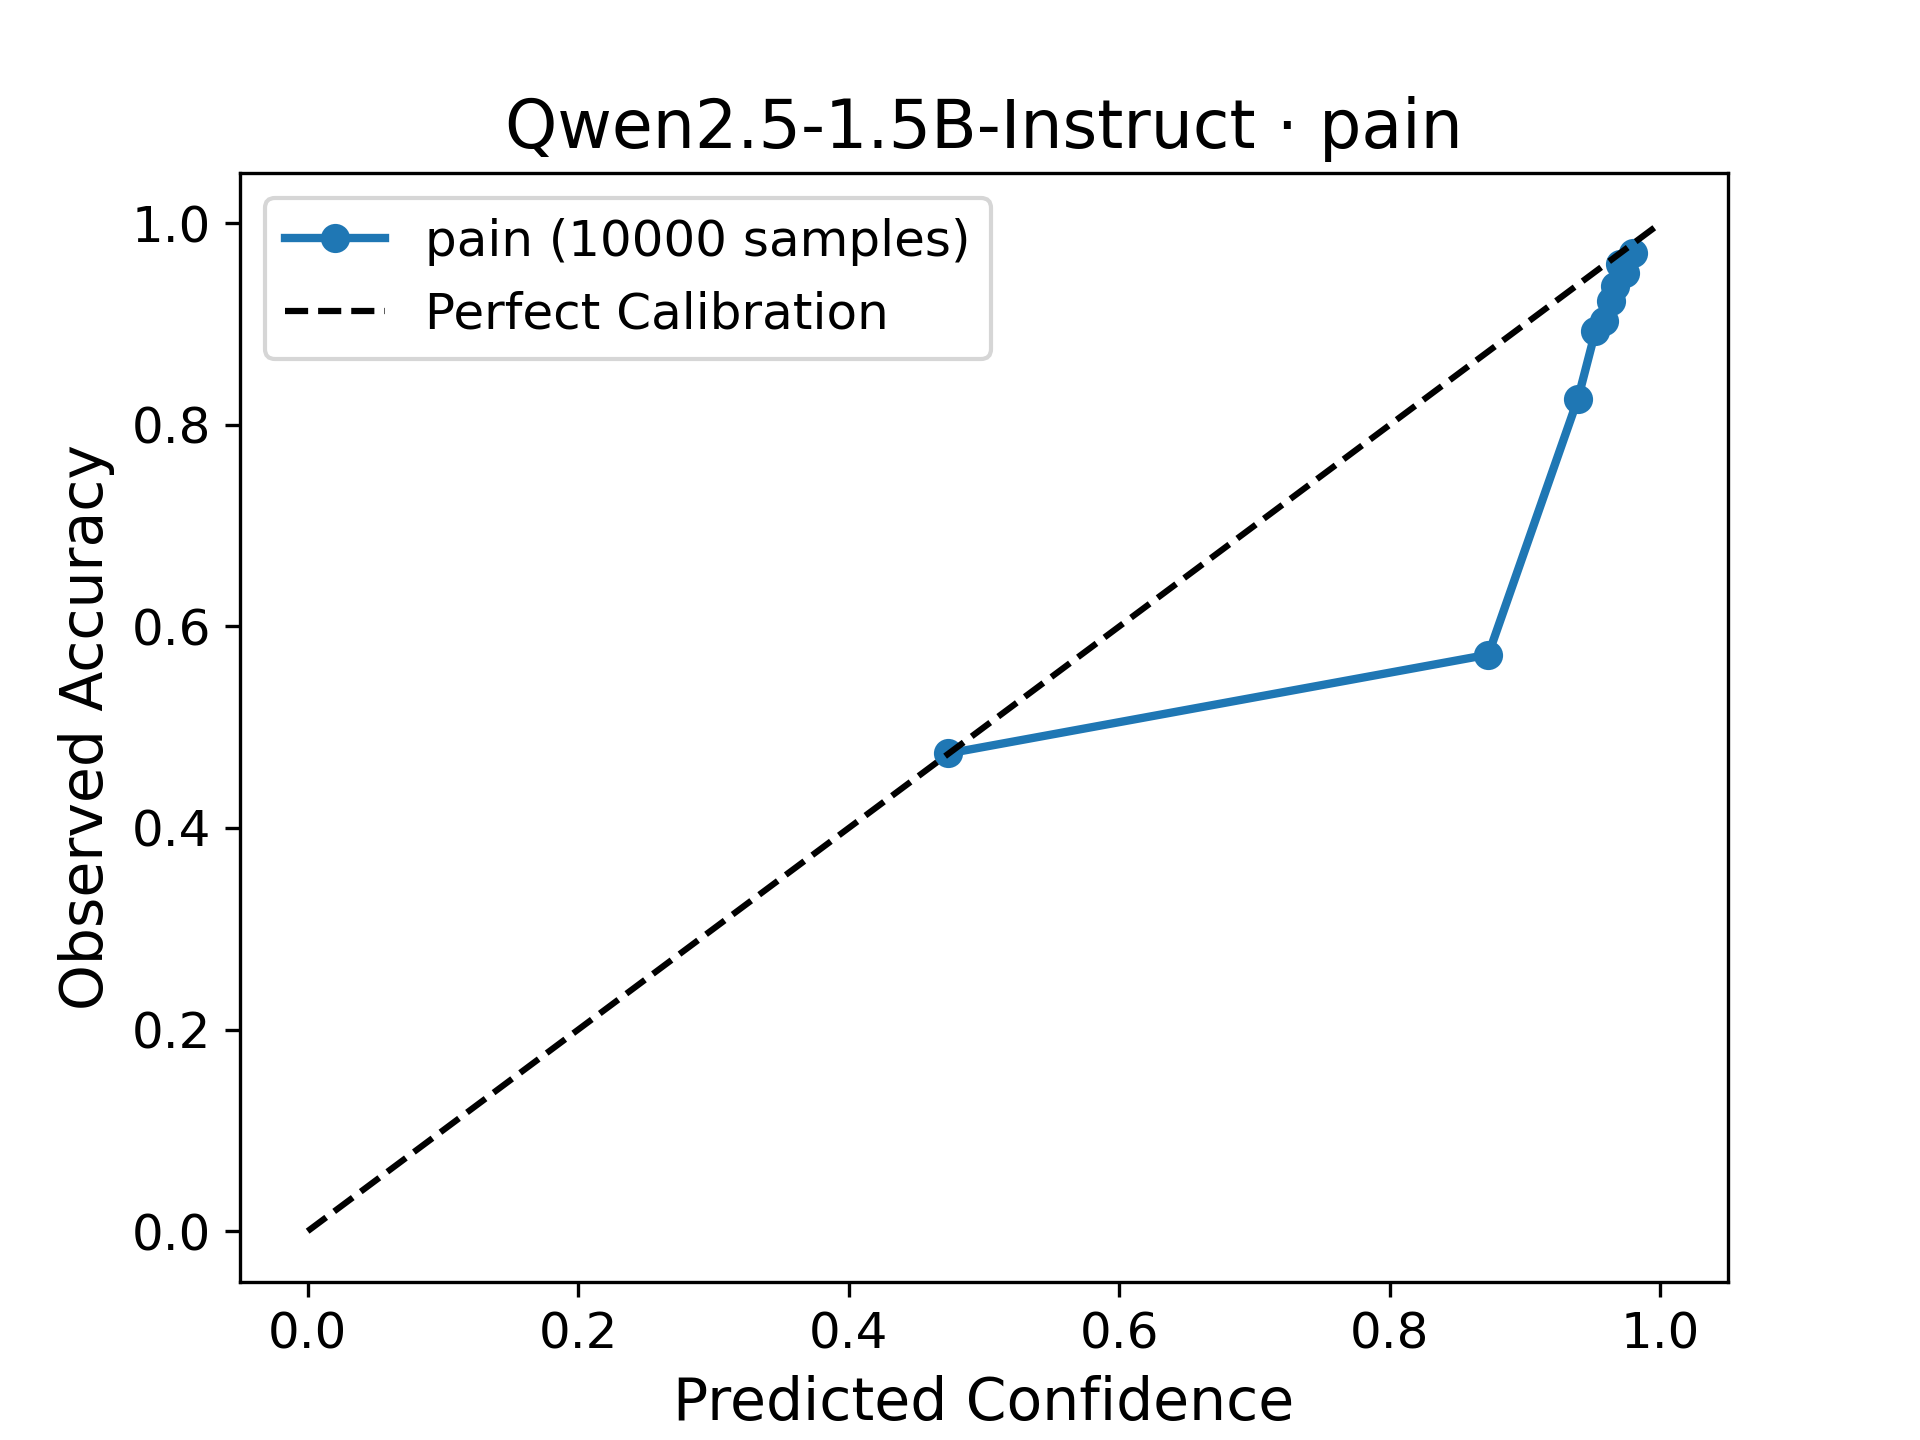 Qwen2.5-1.5B-Instruct · pain
pain (10000 samples)
Perfect Calibration
Observed Accuracy
1.0
0.8
0.6
0.4
0.2
0.0
0.0 0.2 0.4 0.6 0.8 1.0
Predicted Confidence